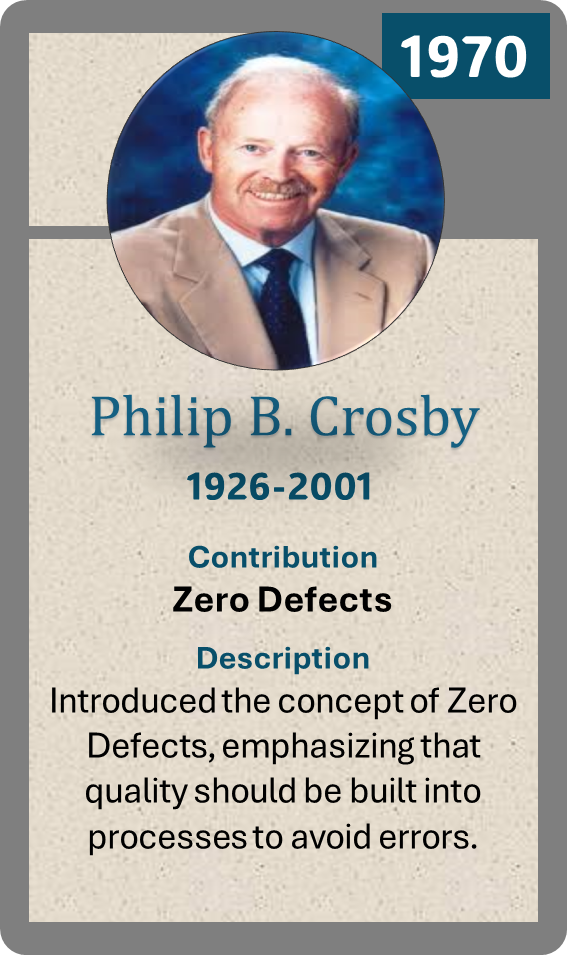 1970
Philip B. Crosby
1926-2001
Contribution
Zero Defects
Description
Introduced the concept of Zero
Defects, emphasizing that
quality should be built into
processes to avoid errors.